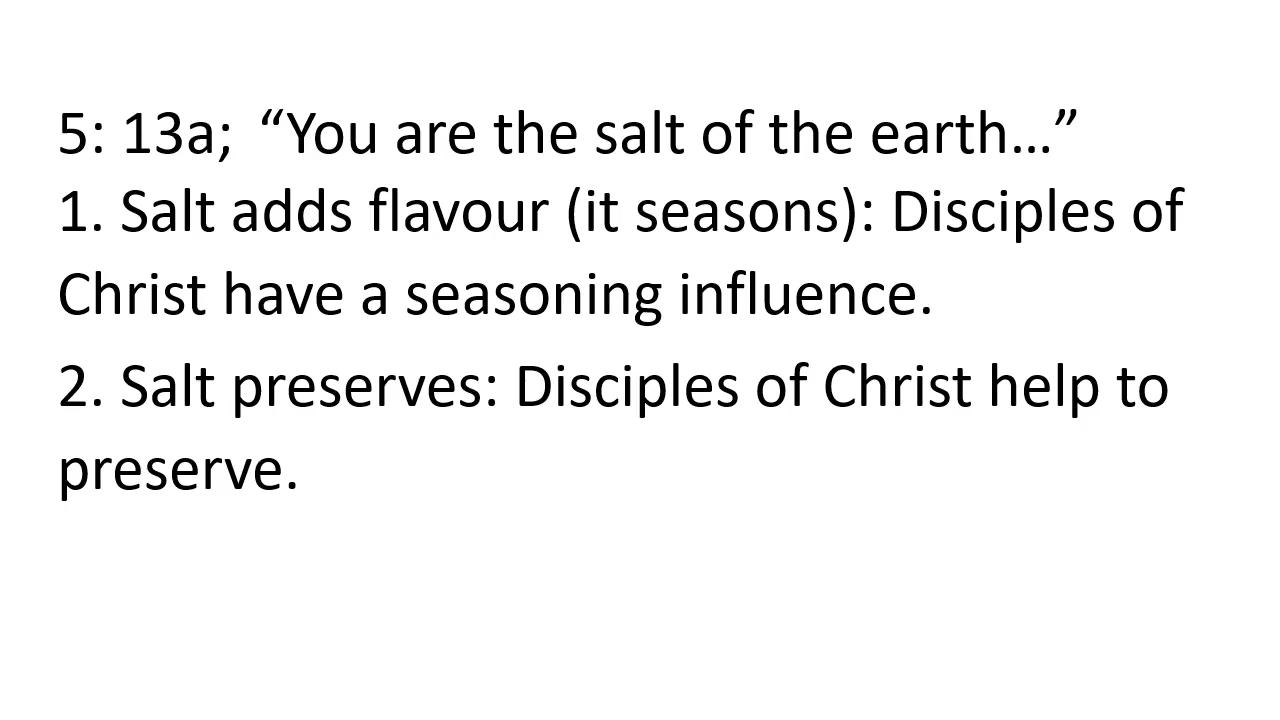 5: 13a;  “You are the salt of the earth…”
1. Salt adds flavour (it seasons): Disciples of
Christ have a seasoning influence.
2. Salt preserves: Disciples of Christ help to
preserve.